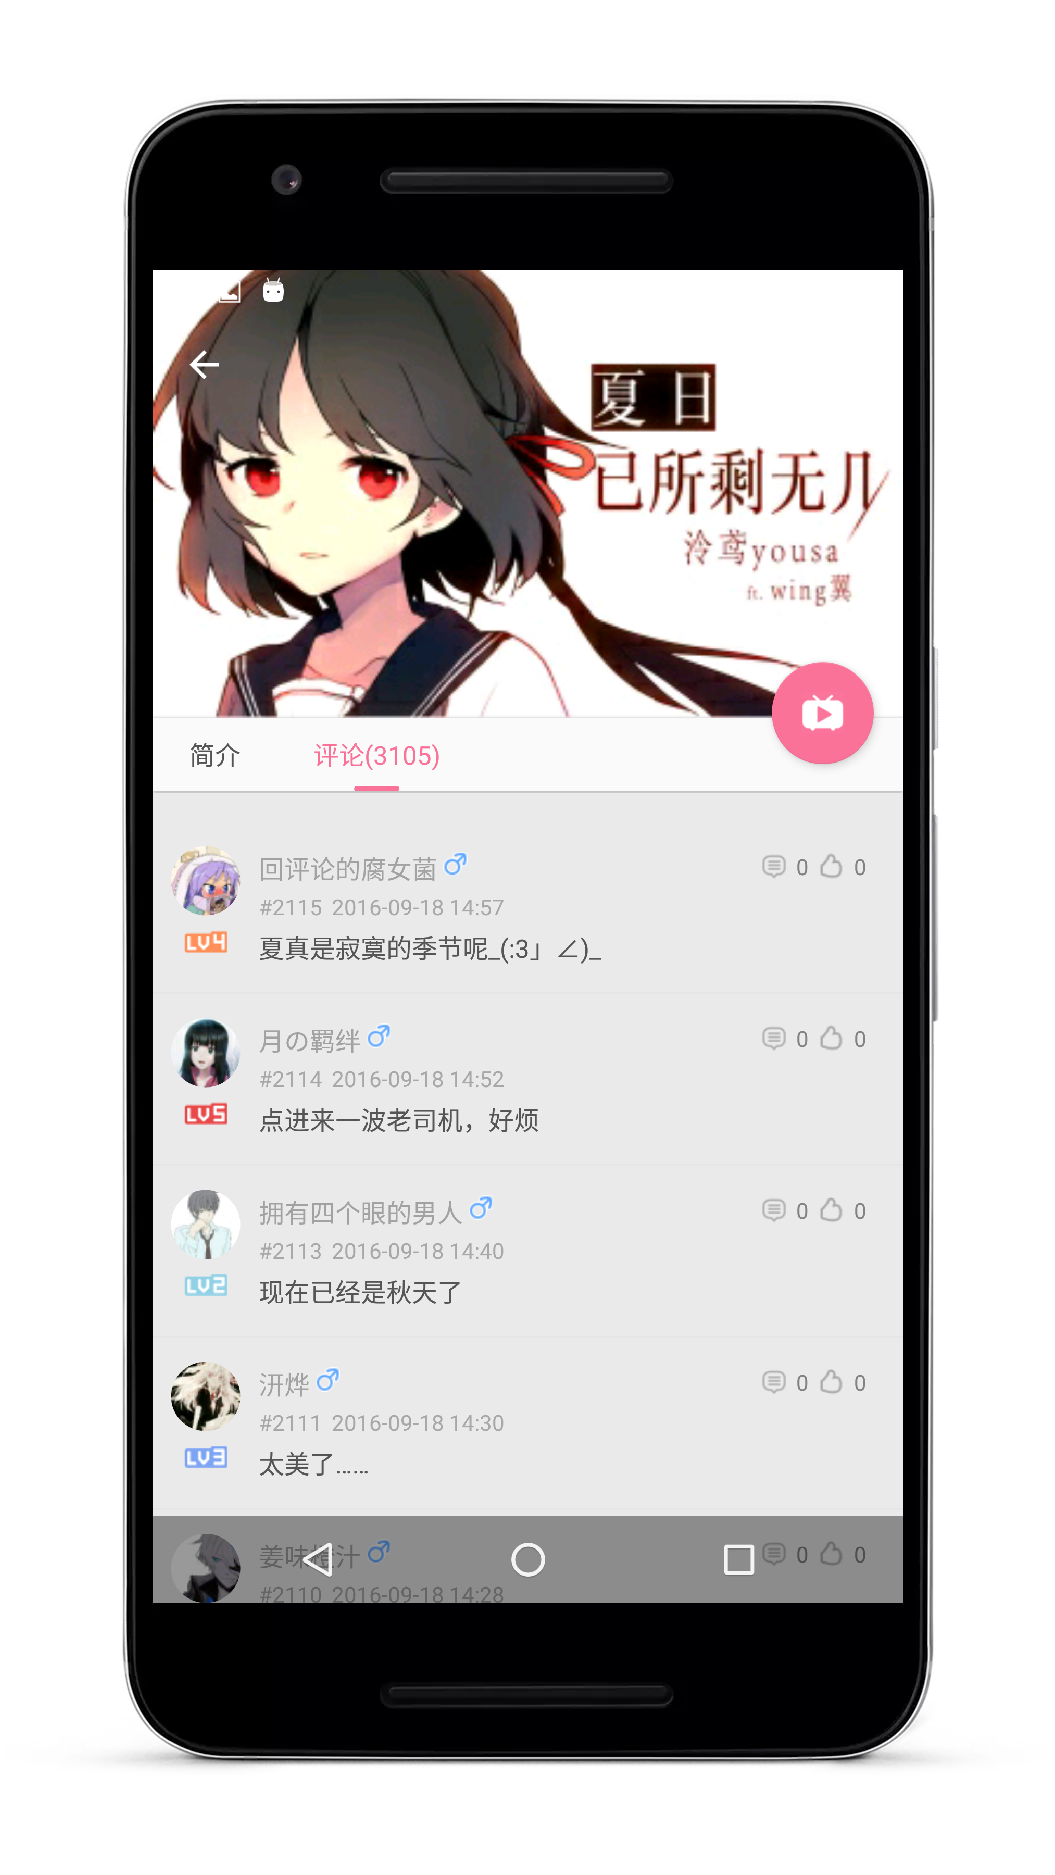 夏日
已所剩无几
泠鸢yousa
ft. wing翼
简介 评论(3105)
回评论的腐女菌 0 0
#2115 2016-09-18 14:57
LV4
夏真是寂寞的季节呢_(:3」∠)_
月の羁绊 0 0
#2114 2016-09-18 14:52
LV5
点进来一波老司机，好烦
拥有四个眼的男人 0 0
#2113 2016-09-18 14:40
LV2
现在已经是秋天了
汧烨 0 0
#2111 2016-09-18 14:30
LV3
太美了……
姜味橙汁 0 0
#2110 2016-09-18 14:28